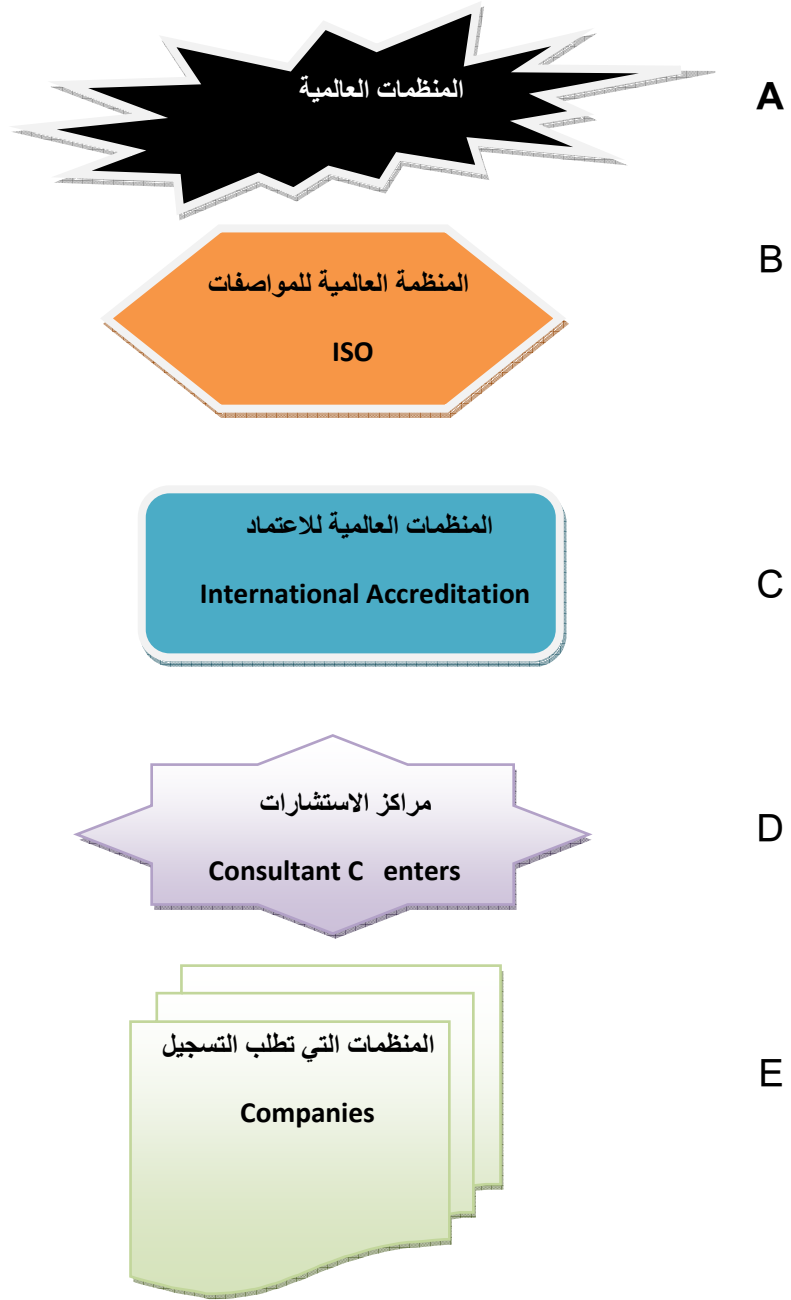 المنظمات العالمية
A
المنظمة العالمية للمواصفات
ISO
B
المنظمات العالمية للاعتماد
International Accreditation
C
مراكز الاستشارات
Consultant C enters
D
المنظمات التي تطلب التسجيل
Companies
E